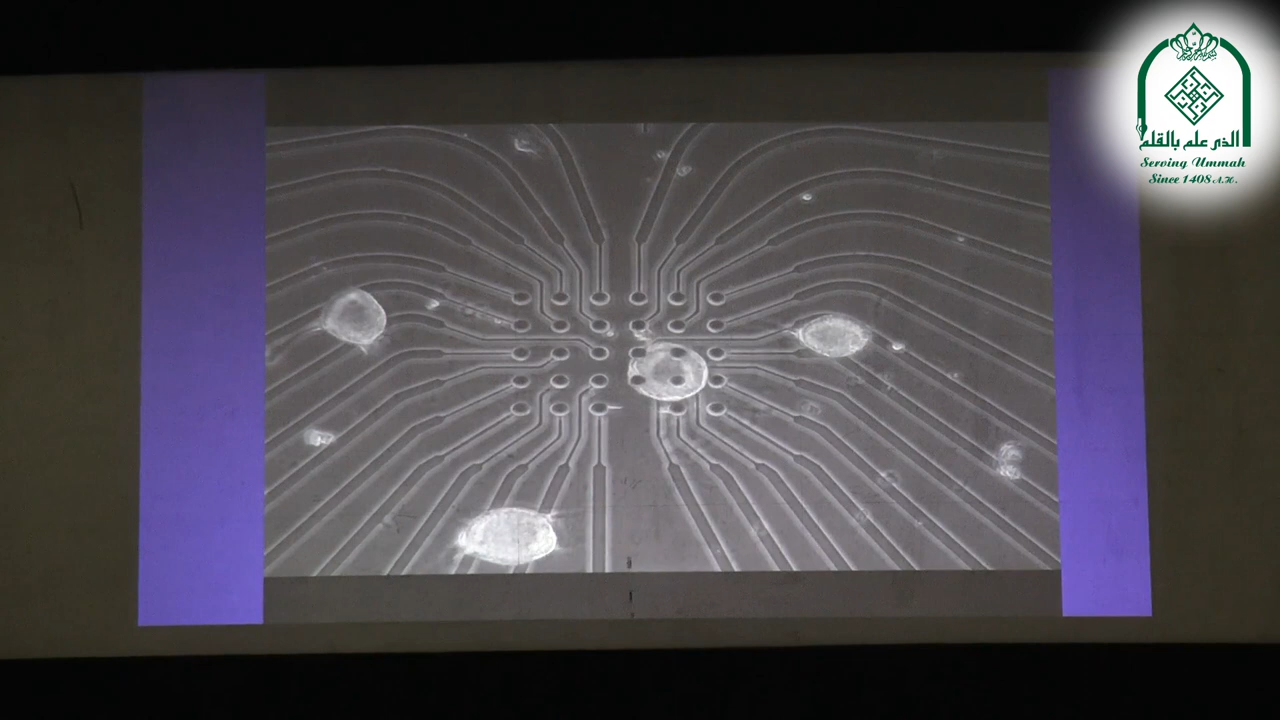 الذي علم بالقلم
Serving Ummah
Since 1408 A.H.